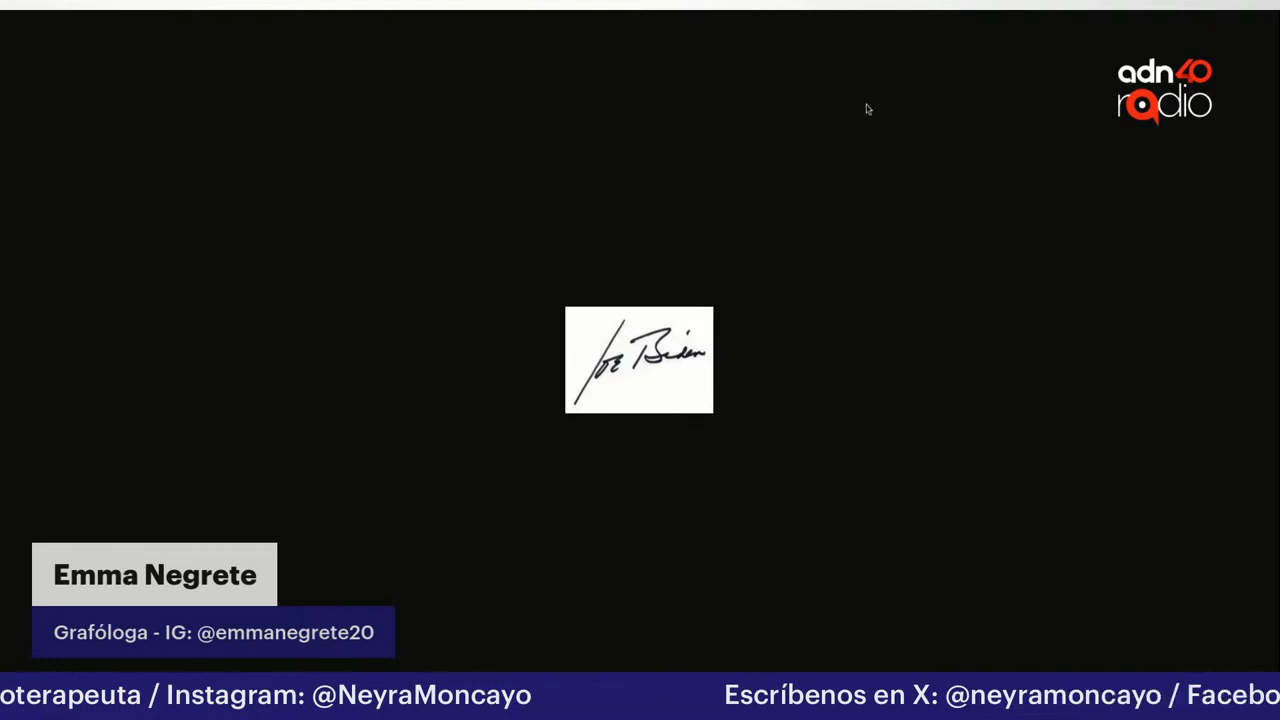 adn40
radio
Joe Biden
Emma Negrete
Grafóloga - IG: @emmanegrete20
oterapeuta / Instagram: @NeyraMoncayo Escríbenos en X: @neyramoncayo / Facebo